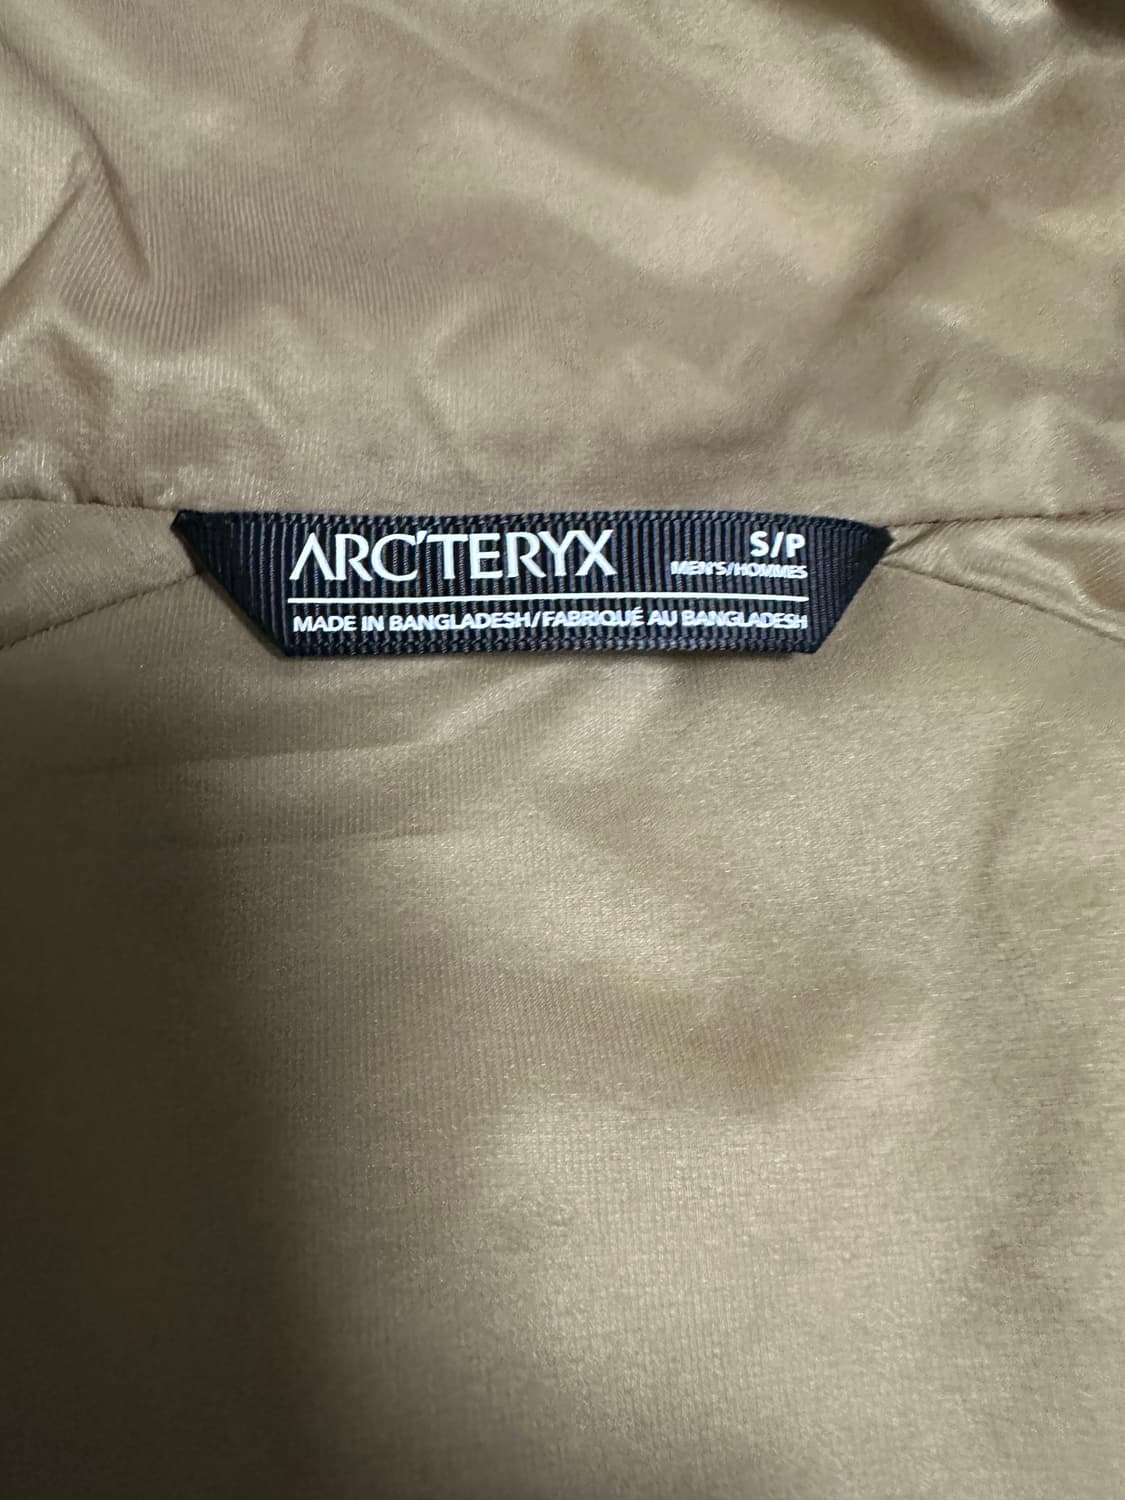 ARC'TERYX
S/P
MEN'S/HOMMES
MADE IN BANGLADESH/FABRIQUÉ AU BANGLADESH